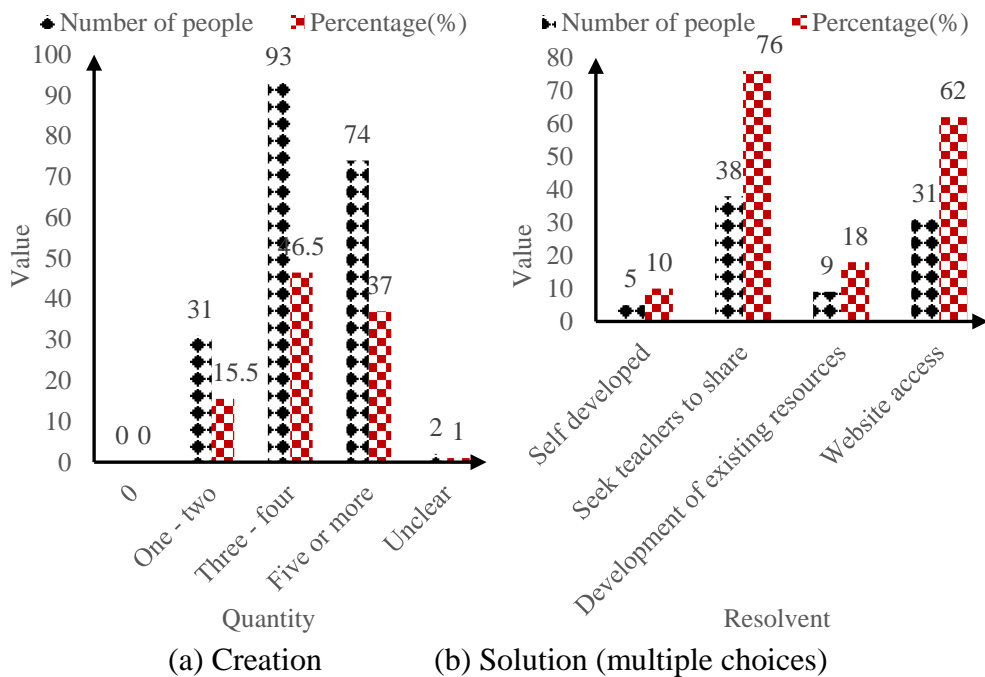 Number of people Percentage(%)
100
90
80
70
60
50
40
30
20
10
0
Value
0 0
31
15.5
93
46.5
74
37
2 1
0
One - two
Three - four
Five or more
Unclear
Quantity
(a) Creation
Number of people Percentage(%)
80
70
60
50
40
30
20
10
0
Value
5
10
38
76
9
18
31
62
Self developed
Seek teachers to share
Development of existing resources
Website access
Resolvent
(b) Solution (multiple choices)